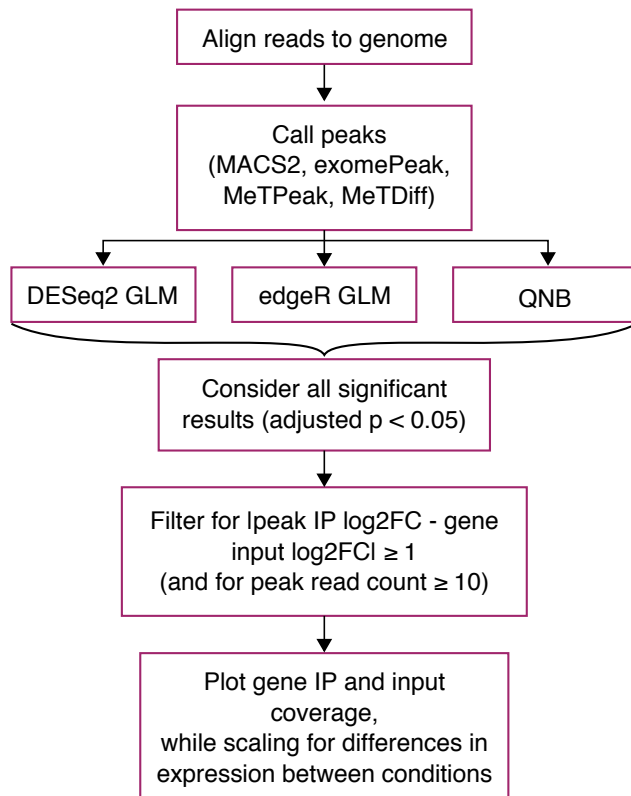 Align reads to genome
Call peaks
(MACS2, exomePeak,
MeTPeak, MeTDiff)
DESeq2 GLM
edgeR GLM
QNB
Consider all significant
results (adjusted p < 0.05)
Filter for |peak IP log2FC - gene
input log2FC| ≥ 1
(and for peak read count ≥ 10)
Plot gene IP and input
coverage,
while scaling for differences in
expression between conditions